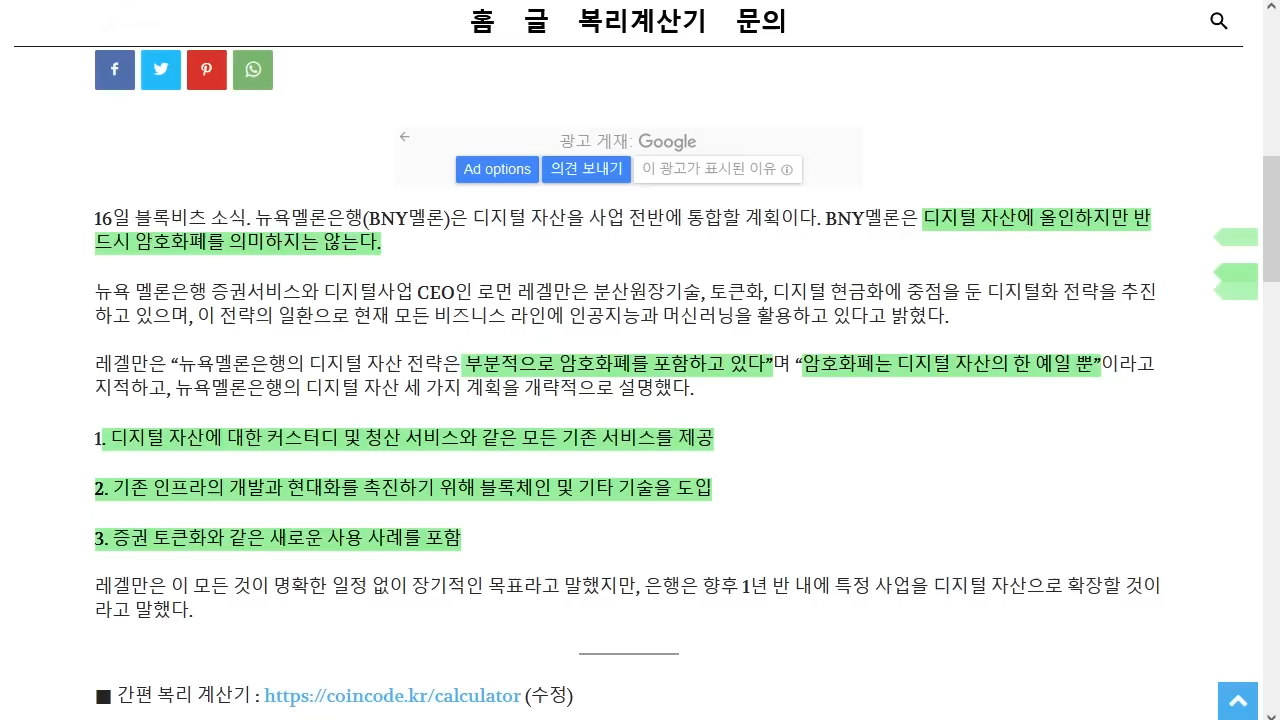 홈 글 복리계산기 문의
광고 게재: Google
Ad options 의견 보내기 이 광고가 표시된 이유
16일 블록비츠 소식. 뉴욕멜론은행(BNY멜론)은 디지털 자산을 사업 전반에 통합할 계획이다. BNY멜론은 디지털 자산에 올인하지만 반
드시 암호화폐를 의미하지는 않는다.
뉴욕 멜론은행 증권서비스와 디지털사업 CEO인 로먼 레겔만은 분산원장기술, 토큰화, 디지털 현금화에 중점을 둔 디지털화 전략을 추진
하고 있으며, 이 전략의 일환으로 현재 모든 비즈니스 라인에 인공지능과 머신러닝을 활용하고 있다고 밝혔다.
레겔만은 “뉴욕멜론은행의 디지털 자산 전략은 부분적으로 암호화폐를 포함하고 있다”며 “암호화폐는 디지털 자산의 한 예일 뿐”이라고
지적하고, 뉴욕멜론은행의 디지털 자산 세 가지 계획을 개략적으로 설명했다.
1. 디지털 자산에 대한 커스터디 및 청산 서비스와 같은 모든 기존 서비스를 제공
2. 기존 인프라의 개발과 현대화를 촉진하기 위해 블록체인 및 기타 기술을 도입
3. 증권 토큰화와 같은 새로운 사용 사례를 포함
레겔만은 이 모든 것이 명확한 일정 없이 장기적인 목표라고 말했지만, 은행은 향후 1년 반 내에 특정 사업을 디지털 자산으로 확장할 것이
라고 말했다.
■ 간편 복리 계산기 : https://coincode.kr/calculator (수정)